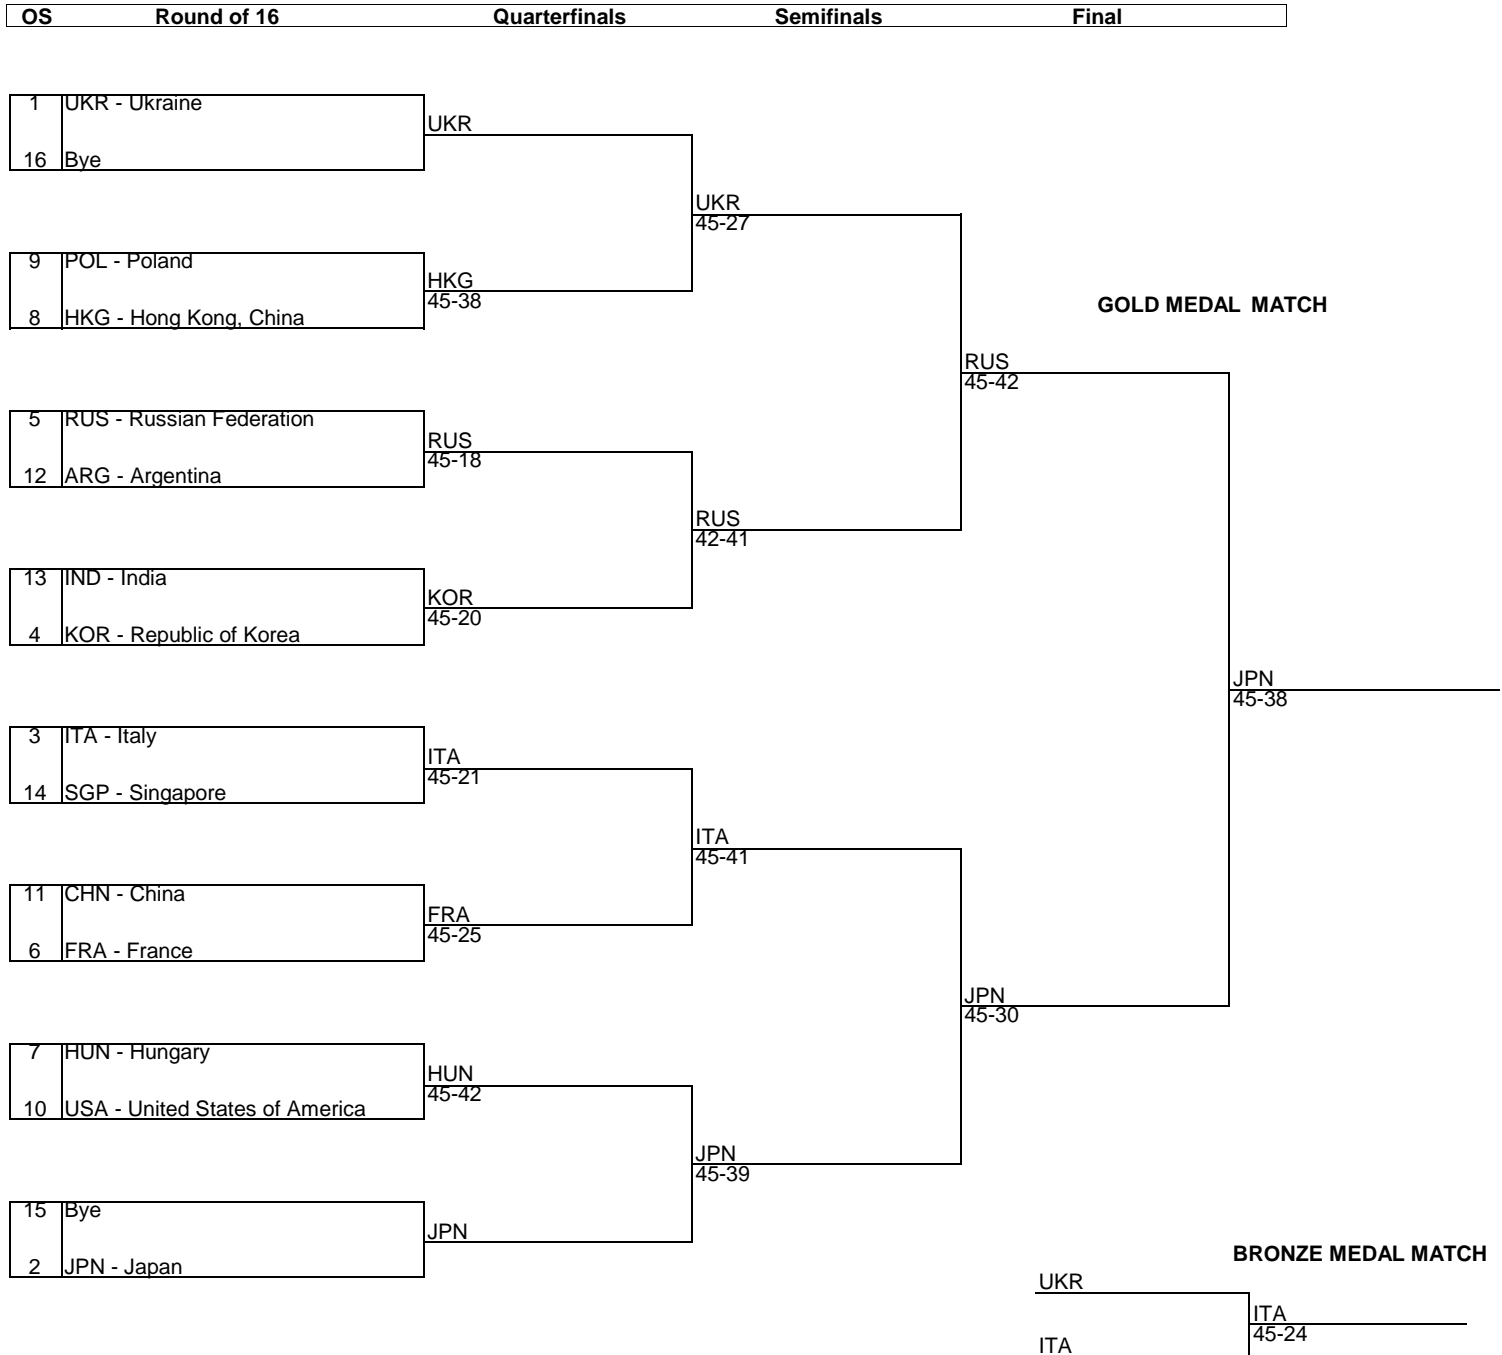 OS Round of 16 Quarterfinals Semifinals Final
1 UKR - Ukraine
UKR
16 Bye
UKR
45-27
9 POL - Poland
HKG
45-38
8 HKG - Hong Kong, China
GOLD MEDAL MATCH
RUS
45-42
5 RUS - Russian Federation
RUS
45-18
12 ARG - Argentina
RUS
42-41
13 IND - India
KOR
45-20
4 KOR - Republic of Korea
JPN
45-38
3 ITA - Italy
ITA
45-21
14 SGP - Singapore
ITA
45-41
11 CHN - China
FRA
45-25
6 FRA - France
JPN
45-30
7 HUN - Hungary
HUN
45-42
10 USA - United States of America
JPN
45-39
15 Bye
JPN
2 JPN - Japan
BRONZE MEDAL MATCH
UKR
ITA
45-24
ITA